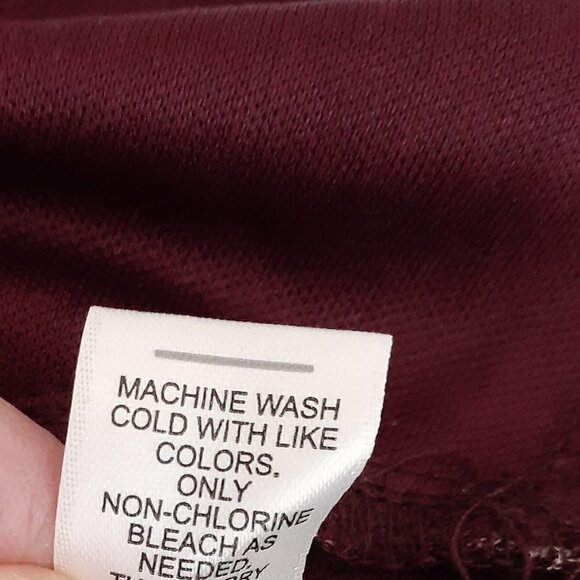 MACHINE WASH
COLD WITH LIKE
COLORS.
ONLY
NON-CHLORINE
BLEACH AS
NEEDED.